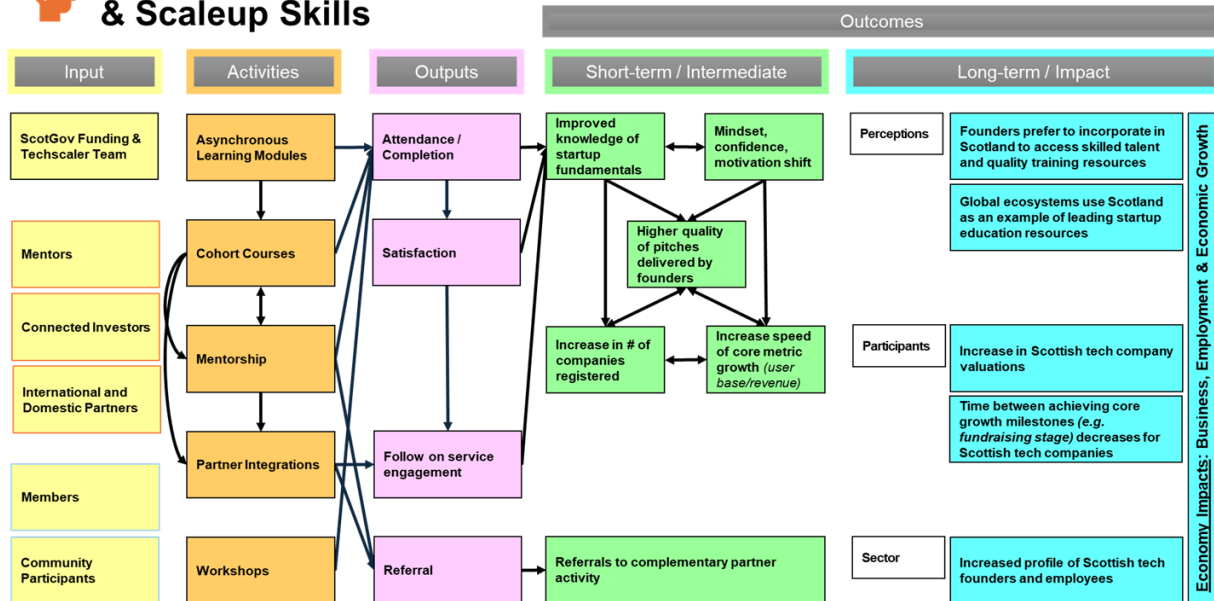 & Scaleup Skills
Outcomes
Input
Activities
Outputs
Short-term / Intermediate
Long-term / Impact
ScotGov Funding &
Techscaler Team
Mentors
Connected Investors
International and
Domestic Partners
Members
Community
Participants
Asynchronous
Learning Modules
Cohort Courses
Mentorship
Partner Integrations
Workshops
Attendance /
Completion
Satisfaction
Follow on service
engagement
Referral
Improved
knowledge of
startup
fundamentals
Mindset,
confidence,
motivation shift
Higher quality
of pitches
delivered by
founders
Increase in # of
companies
registered
Increase speed
of core metric
growth (user
base/revenue)
Referrals to complementary partner
activity
Perceptions
Founders prefer to incorporate in
Scotland to access skilled talent
and quality training resources
Global ecosystems use Scotland
as an example of leading startup
education resources
Participants
Increase in Scottish tech company
valuations
Time between achieving core
growth milestones (e.g.
fundraising stage) decreases for
Scottish tech companies
Sector
Increased profile of Scottish tech
founders and employees
Economy Impacts: Business, Employment & Economic Growth